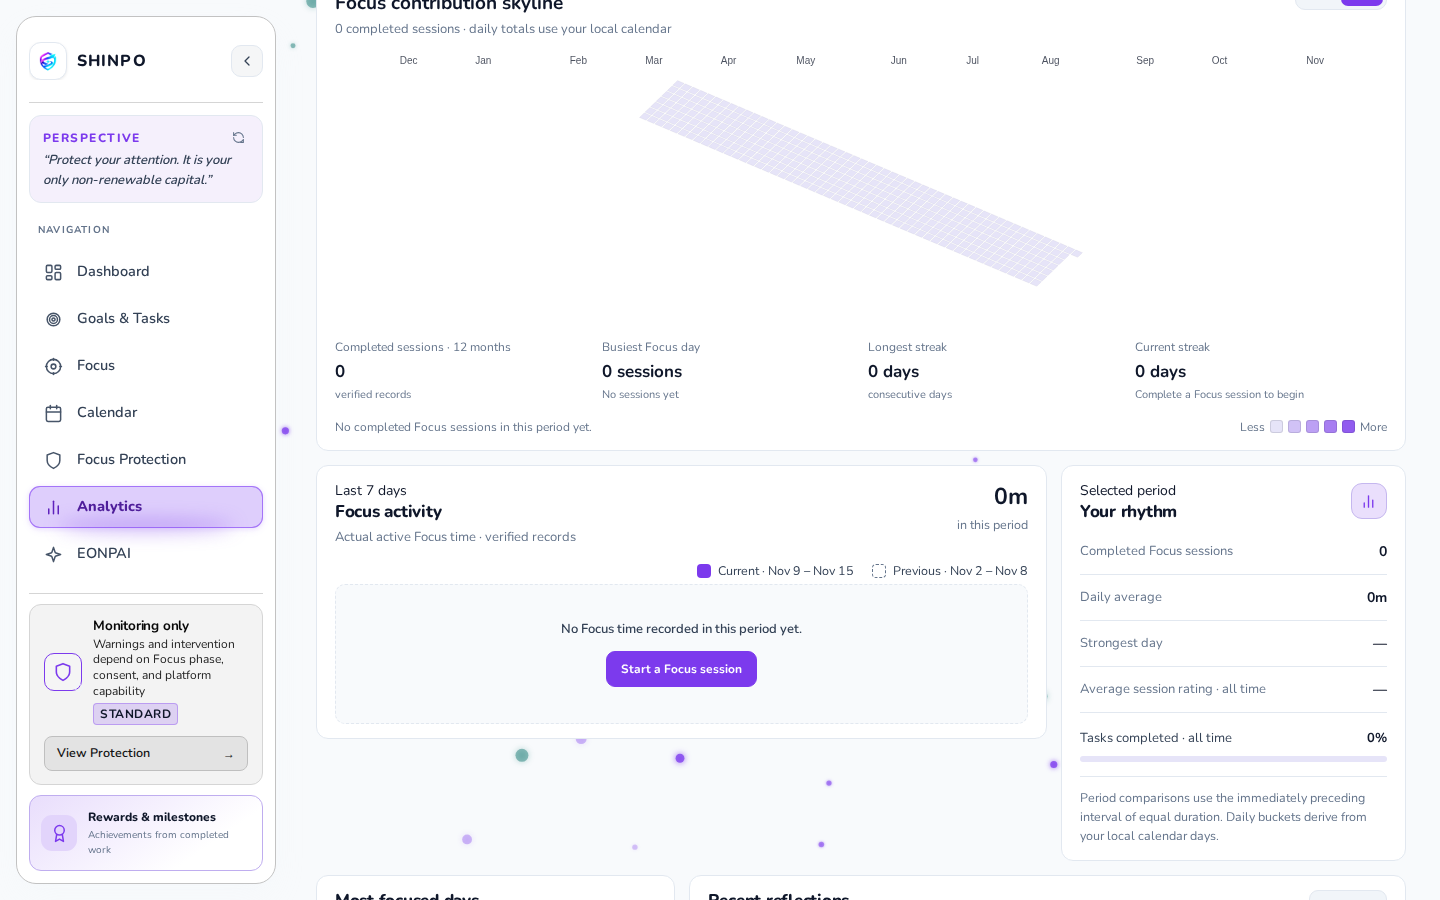 SHINPO
PERSPECTIVE
“Protect your attention. It is your
only non-renewable capital.”
NAVIGATION
Dashboard
Goals & Tasks
Focus
Calendar
Focus Protection
Analytics
EONPAI
Monitoring only
Warnings and intervention
depend on Focus phase,
consent, and platform
capability
STANDARD
View Protection →
Rewards & milestones
Achievements from completed
work
Focus contribution skyline
0 completed sessions · daily totals use your local calendar
Dec Jan Feb Mar Apr May Jun Jul Aug Sep Oct Nov
Completed sessions · 12 months
0
verified records
Busiest Focus day
0 sessions
No sessions yet
Longest streak
0 days
consecutive days
Current streak
0 days
Complete a Focus session to begin
No completed Focus sessions in this period yet.
Less More
Last 7 days
Focus activity
Actual active Focus time · verified records
0m
in this period
Current · Nov 9 – Nov 15 Previous · Nov 2 – Nov 8
No Focus time recorded in this period yet.
Start a Focus session
Selected period
Your rhythm
Completed Focus sessions 0
Daily average 0m
Strongest day —
Average session rating · all time —
Tasks completed · all time 0%
Period comparisons use the immediately preceding
interval of equal duration. Daily buckets derive from
your local calendar days.
Most focused days
Recent reflections